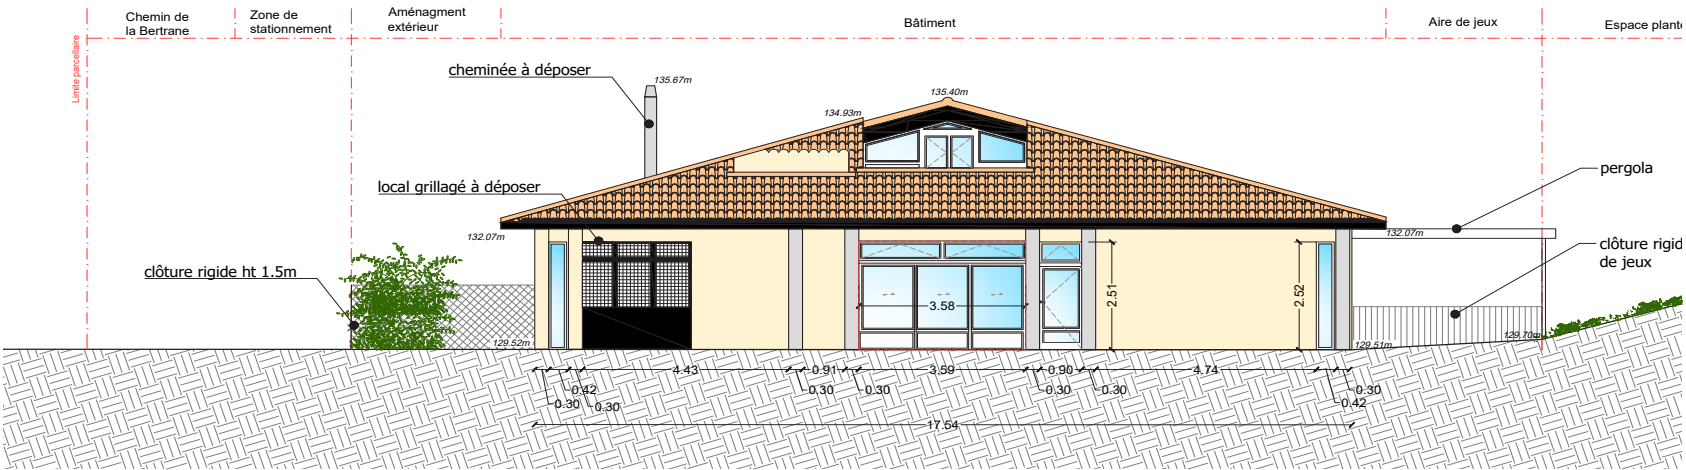 Chemin de
la Bertrane
Zone de
stationnement
Aménagment
extérieur
Bâtiment
Aire de jeux
Espace planté
Limite parcellaire
cheminée à déposer
135.67m
135.40m
134.93m
local grillagé à déposer
pergola
132.07m
132.07m
clôture rigide ht 1.5m
clôture rigid
de jeux
3.58
2.51
2.52
129.52m
129.51m
129.70m
4.43
0.91
3.59
0.90
4.74
0.42
0.30
0.30
0.30
0.30
0.30
0.30
0.30
0.42
17.54